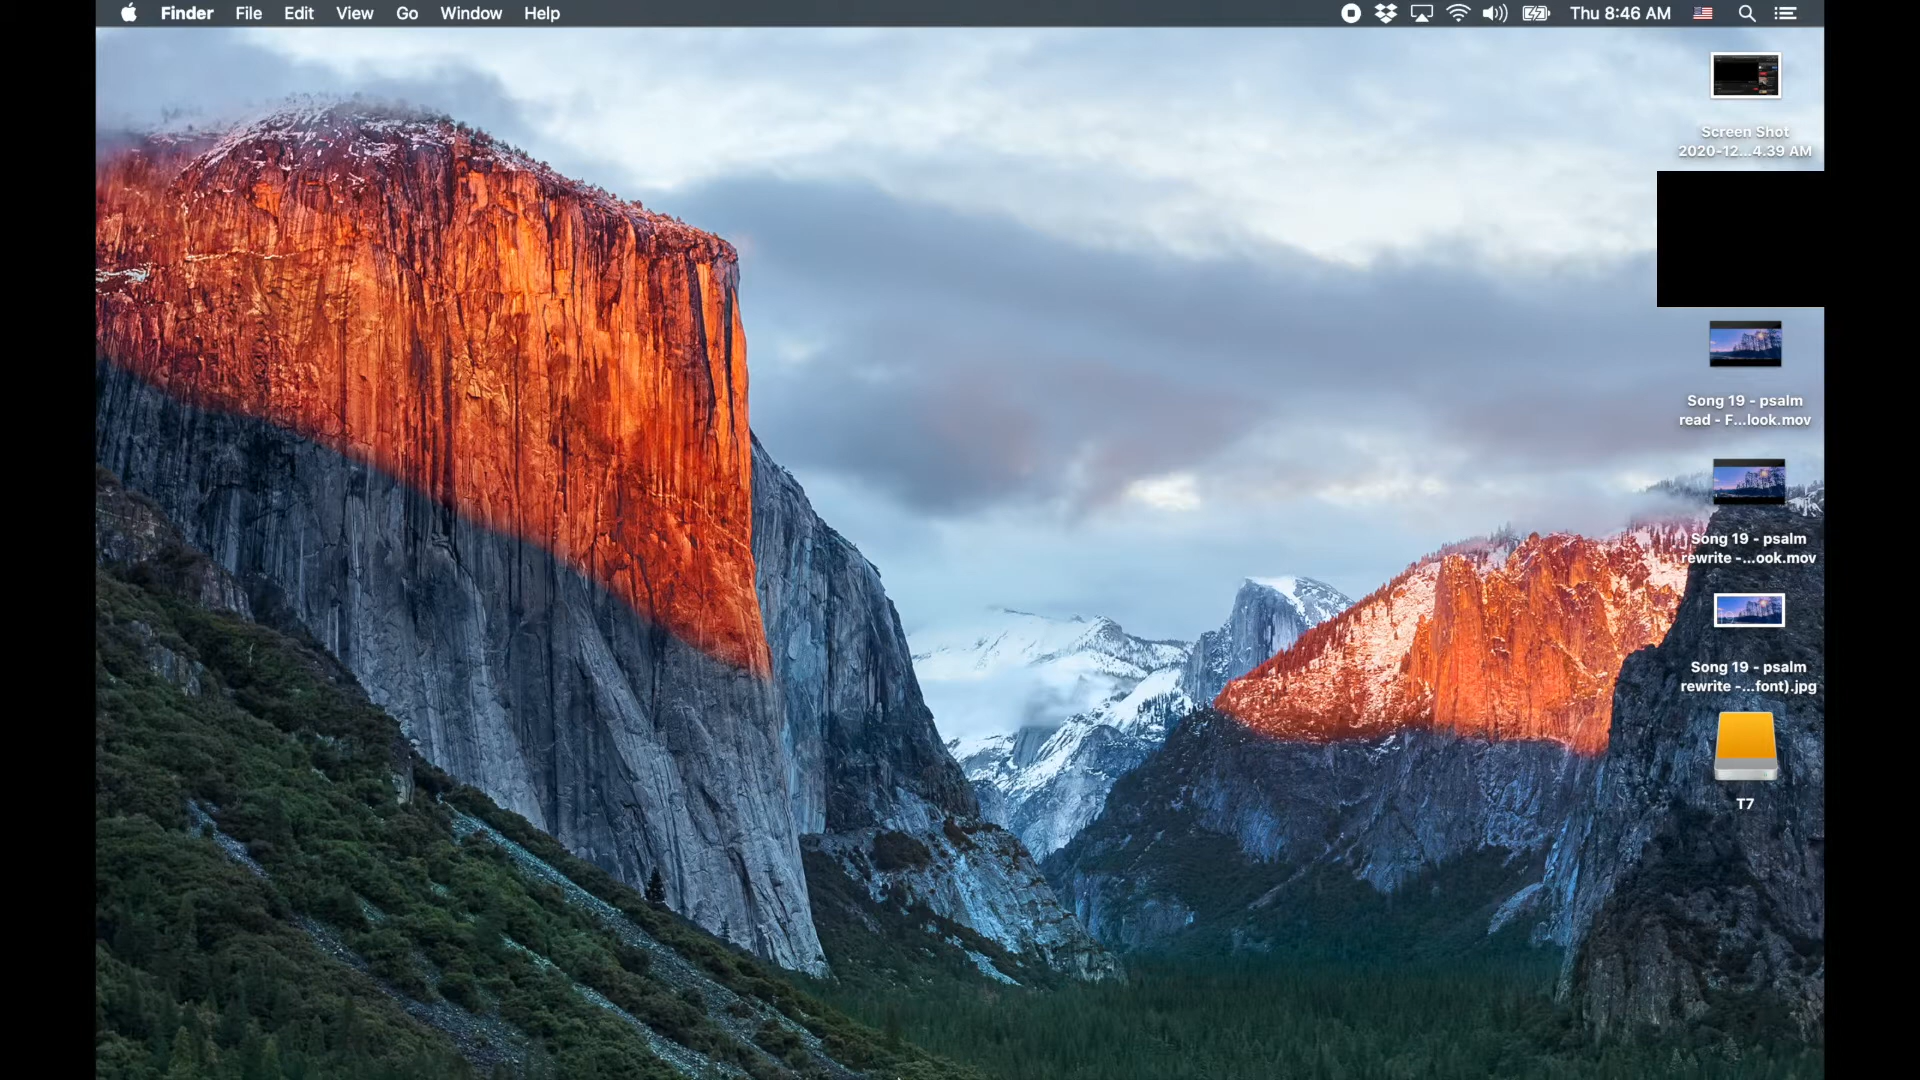 Finder File Edit View Go Window Help Thu 8:46 AM
Screen Shot
2020-12...4.39 AM
Song 19 - psalm
read - F...look.mov
Song 19 - psalm
rewrite -...ook.mov
Song 19 - psalm
rewrite -...font).jpg
T7